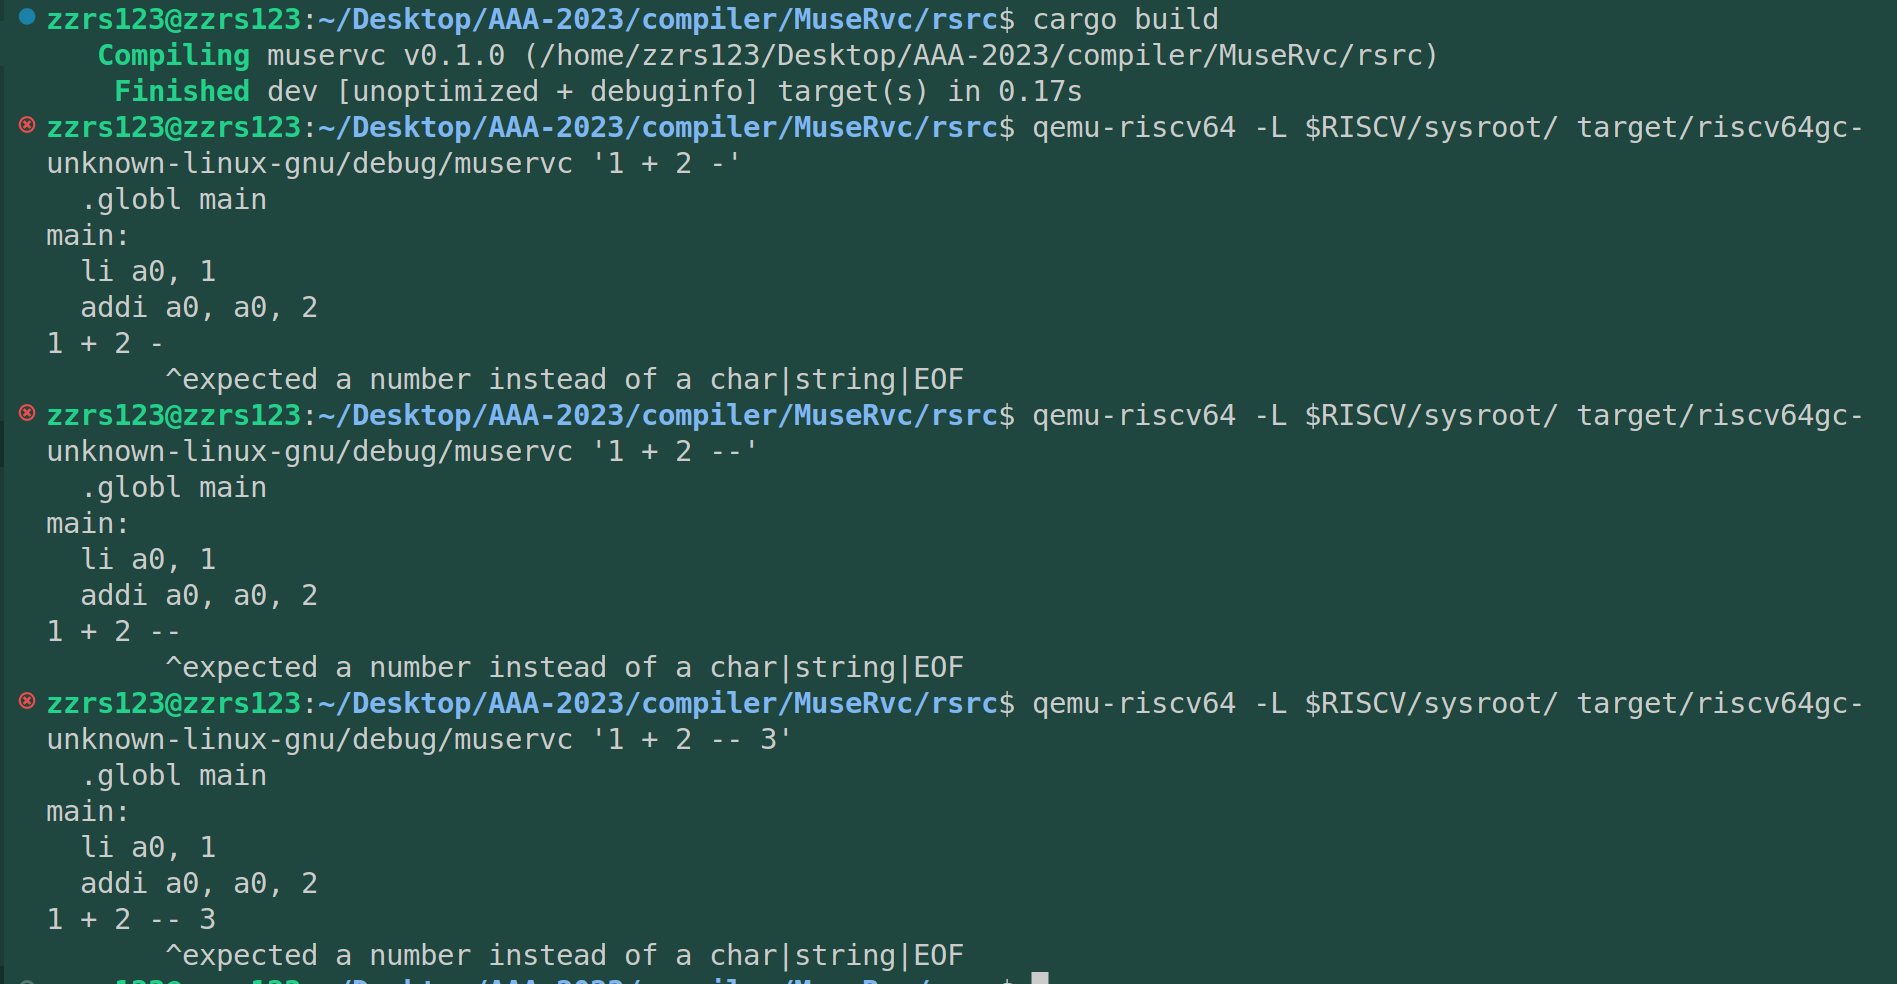 zzrs123@zzrs123:~/Desktop/AAA-2023/compiler/MuseRvc/rsrc$ cargo build
   Compiling muservc v0.1.0 (/home/zzrs123/Desktop/AAA-2023/compiler/MuseRvc/rsrc)
    Finished dev [unoptimized + debuginfo] target(s) in 0.17s
zzrs123@zzrs123:~/Desktop/AAA-2023/compiler/MuseRvc/rsrc$ qemu-riscv64 -L $RISCV/sysroot/ target/riscv64gc-
unknown-linux-gnu/debug/muservc '1 + 2 -'
  .globl main
main:
  li a0, 1
  addi a0, a0, 2
1 + 2 -
       ^expected a number instead of a char|string|EOF
zzrs123@zzrs123:~/Desktop/AAA-2023/compiler/MuseRvc/rsrc$ qemu-riscv64 -L $RISCV/sysroot/ target/riscv64gc-
unknown-linux-gnu/debug/muservc '1 + 2 --'
  .globl main
main:
  li a0, 1
  addi a0, a0, 2
1 + 2 --
       ^expected a number instead of a char|string|EOF
zzrs123@zzrs123:~/Desktop/AAA-2023/compiler/MuseRvc/rsrc$ qemu-riscv64 -L $RISCV/sysroot/ target/riscv64gc-
unknown-linux-gnu/debug/muservc '1 + 2 -- 3'
  .globl main
main:
  li a0, 1
  addi a0, a0, 2
1 + 2 -- 3
       ^expected a number instead of a char|string|EOF
zzrs123@zzrs123:~/Desktop/AAA-2023/compiler/MuseRvc/rsrc$